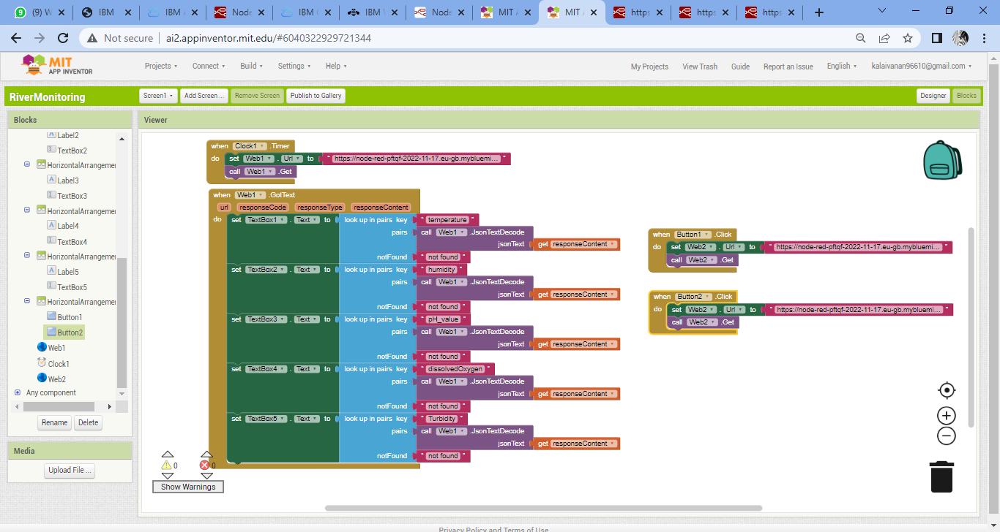 (9) W
IBM
IBM
Node
IBM
IBM
Node
MIT
MIT
https
https
https
Not secure
ai2.appinventor.mit.edu/#6040322929721344
MIT
APP INVENTOR
Projects
Connect
Build
Settings
Help
My Projects
View Trash
Guide
Report an Issue
English
kalaivanan96610@gmail.com
RiverMonitoring
Screen1
Add Screen ...
Remove Screen
Publish to Gallery
Designer
Blocks
Blocks
Label2
TextBox2
HorizontalArrangemen
Label3
TextBox3
HorizontalArrangemen
Label4
TextBox4
HorizontalArrangemen
Label5
TextBox5
HorizontalArrangemen
Button1
Button2
Web1
Clock1
Web2
Any component
Rename
Delete
Media
Upload File ...
Viewer
when Clock1 .Timer
do set Web1 . Url to " https://node-red-pftqf-2022-11-17.eu-gb.mybluemi... "
call Web1 .Get
when Web1 .GotText
url responseCode responseType responseContent
do set TextBox1 . Text to look up in pairs key " temperature "
pairs call Web1 .JsonTextDecode
jsonText get responseContent
notFound " not found "
set TextBox2 . Text to look up in pairs key " humidity "
pairs call Web1 .JsonTextDecode
jsonText get responseContent
notFound " not found "
set TextBox3 . Text to look up in pairs key " pH_value "
pairs call Web1 .JsonTextDecode
jsonText get responseContent
notFound " not found "
set TextBox4 . Text to look up in pairs key " dissolvedOxygen "
pairs call Web1 .JsonTextDecode
jsonText get responseContent
notFound " not found "
set TextBox5 . Text to look up in pairs key " Turbidity "
pairs call Web1 .JsonTextDecode
jsonText get responseContent
notFound " not found "
when Button1 .Click
do set Web2 . Url to " https://node-red-pftqf-2022-11-17.eu-gb.mybluemi... "
call Web2 .Get
when Button2 .Click
do set Web2 . Url to " https://node-red-pftqf-2022-11-17.eu-gb.mybluemi... "
call Web2 .Get
0
0
Show Warnings
Privacy Policy and Terms of Use